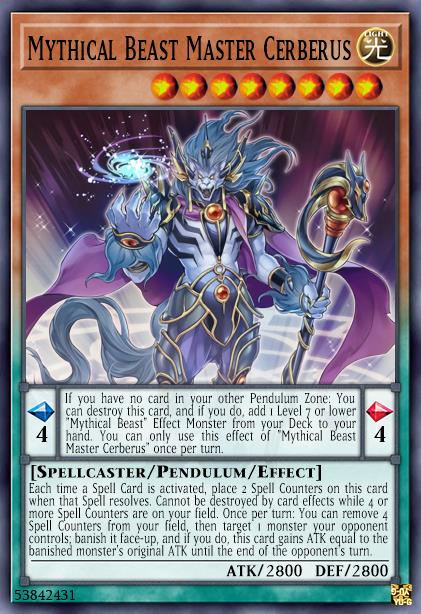 Mythical Beast Master Cerberus
LIGHT
光
If you have no card in your other Pendulum Zone: You
can destroy this card, and if you do, add 1 Level 7 or lower
"Mythical Beast" Effect Monster from your Deck to your
hand. You can only use this effect of "Mythical Beast
Master Cerberus" once per turn.
4
4
[Spellcaster/Pendulum/Effect]
Each time a Spell Card is activated, place 2 Spell Counters on this card
when that Spell resolves. Cannot be destroyed by card effects while 4 or
more Spell Counters are on your field. Once per turn: You can remove 4
Spell Counters from your field, then target 1 monster your opponent
controls; banish it face-up, and if you do, this card gains ATK equal to the
banished monster's original ATK until the end of the opponent's turn.
ATK/2800 DEF/2800
53842431